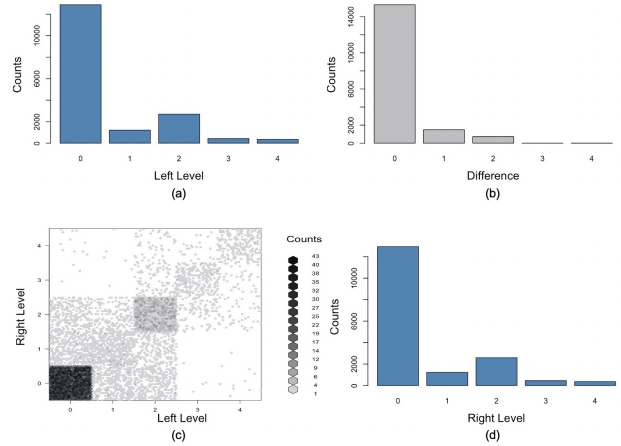 Counts
0 2000 6000 10000
0 1 2 3 4
Left Level
(a)
Counts
0 2000 6000 10000 14000
0 1 2 3 4
Difference
(b)
Right Level
4
3
2
1
0
0 1 2 3 4
Left Level
(c)
Counts
43
40
38
35
32
30
27
25
22
19
17
14
12
9
6
4
1
Counts
0 2000 6000 10000
0 1 2 3 4
Right Level
(d)